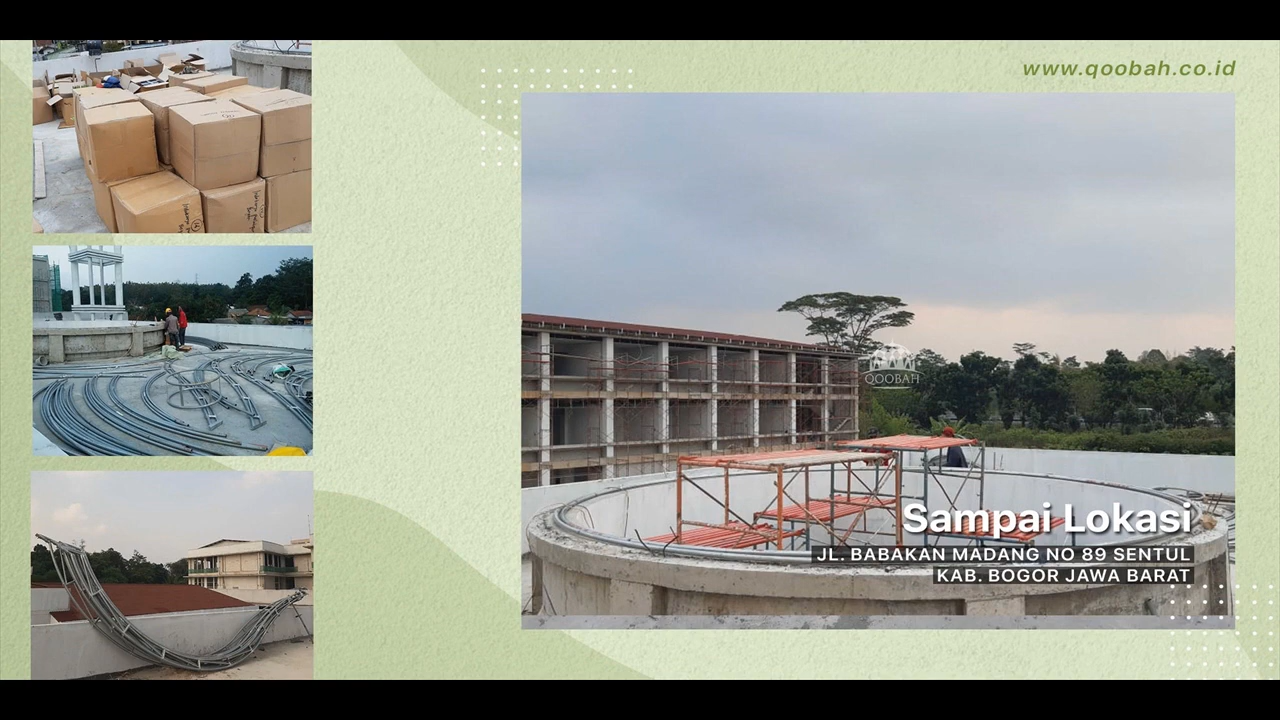 www.qoobah.co.id
QOOBAH
Sampai Lokasi
JL. BABAKAN MADANG NO 89 SENTUL
KAB. BOGOR JAWA BARAT